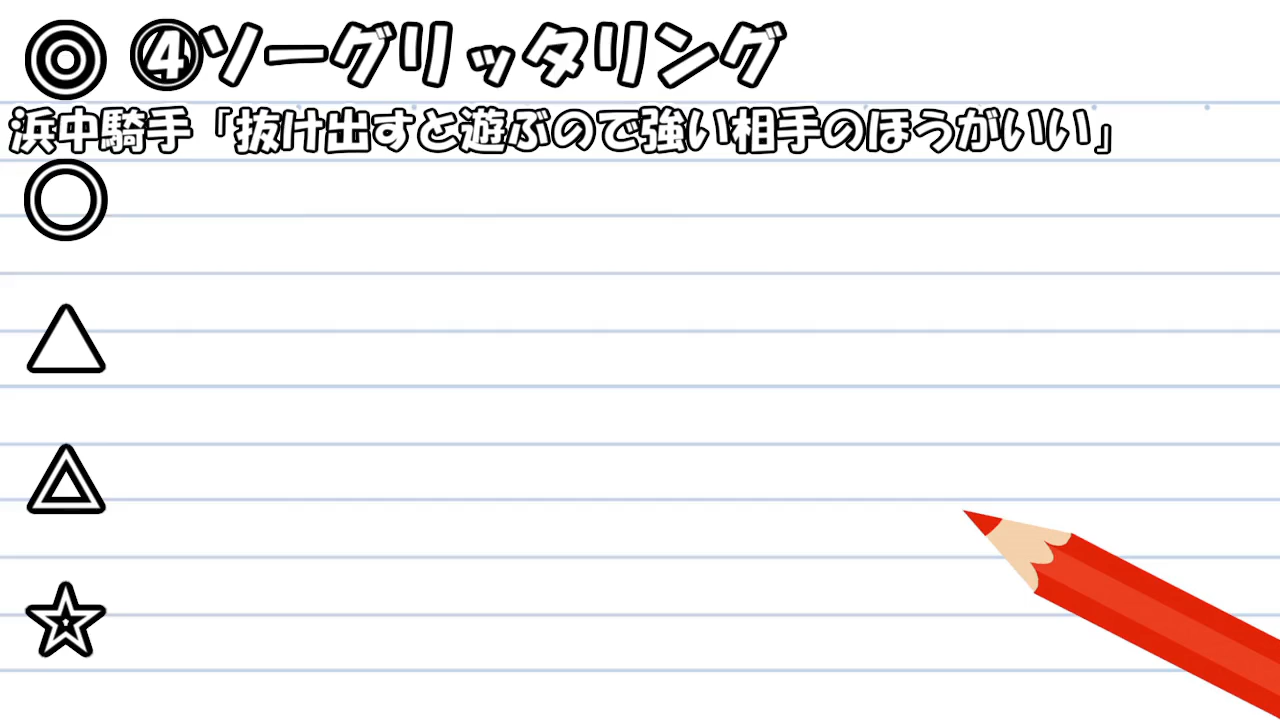 ◎ ④ソーグリッタリング
浜中騎手「抜け出すと遊ぶので強い相手のほうがいい」
○
△
▲
☆